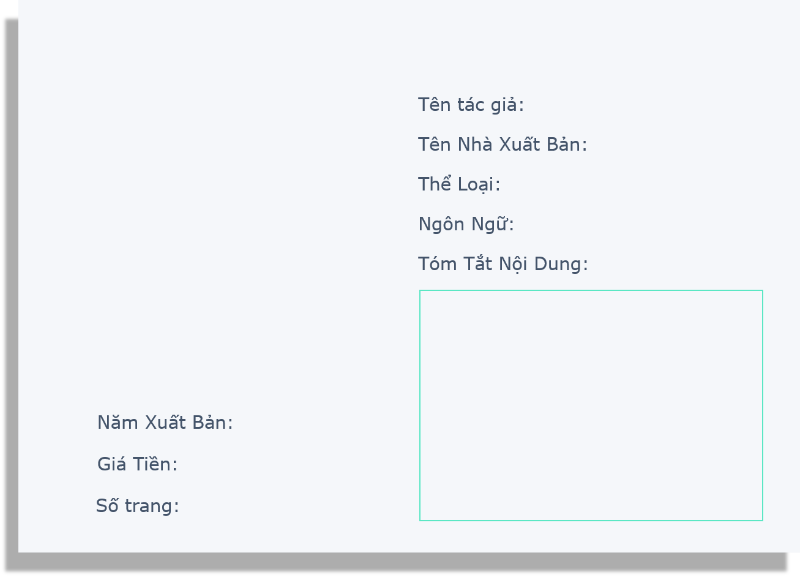 Tên tác giả:
Tên Nhà Xuất Bản:
Thể Loại:
Ngôn Ngữ:
Tóm Tắt Nội Dung:
Năm Xuất Bản:
Giá Tiền:
Số trang: